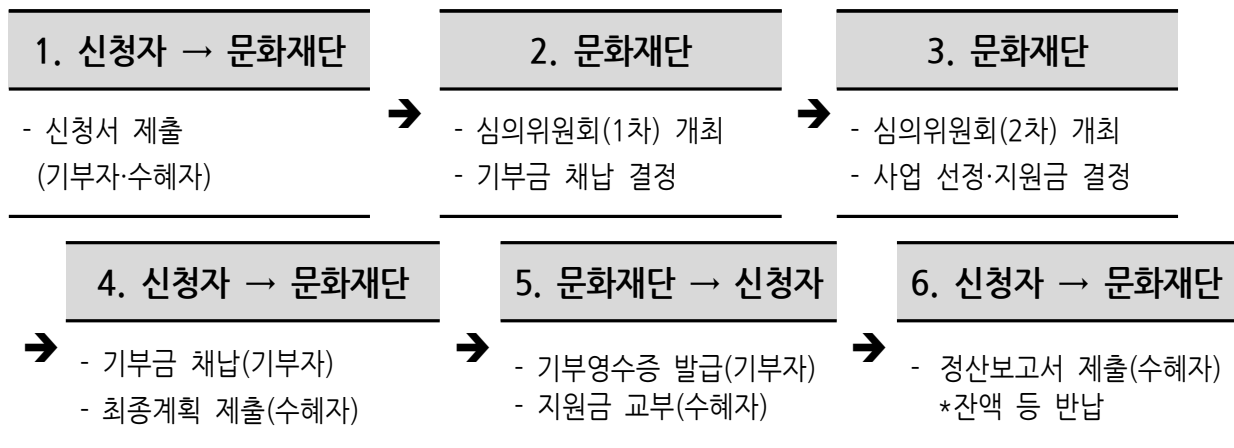 1. 신청자 → 문화재단
- 신청서 제출
(기부자·수혜자)
➔
2. 문화재단
- 심의위원회(1차) 개최
- 기부금 채납 결정
➔
3. 문화재단
- 심의위원회(2차) 개최
- 사업 선정·지원금 결정
➔
4. 신청자 → 문화재단
- 기부금 채납(기부자)
- 최종계획 제출(수혜자)
➔
5. 문화재단 → 신청자
- 기부영수증 발급(기부자)
- 지원금 교부(수혜자)
➔
6. 신청자 → 문화재단
- 정산보고서 제출(수혜자)
*잔액 등 반납